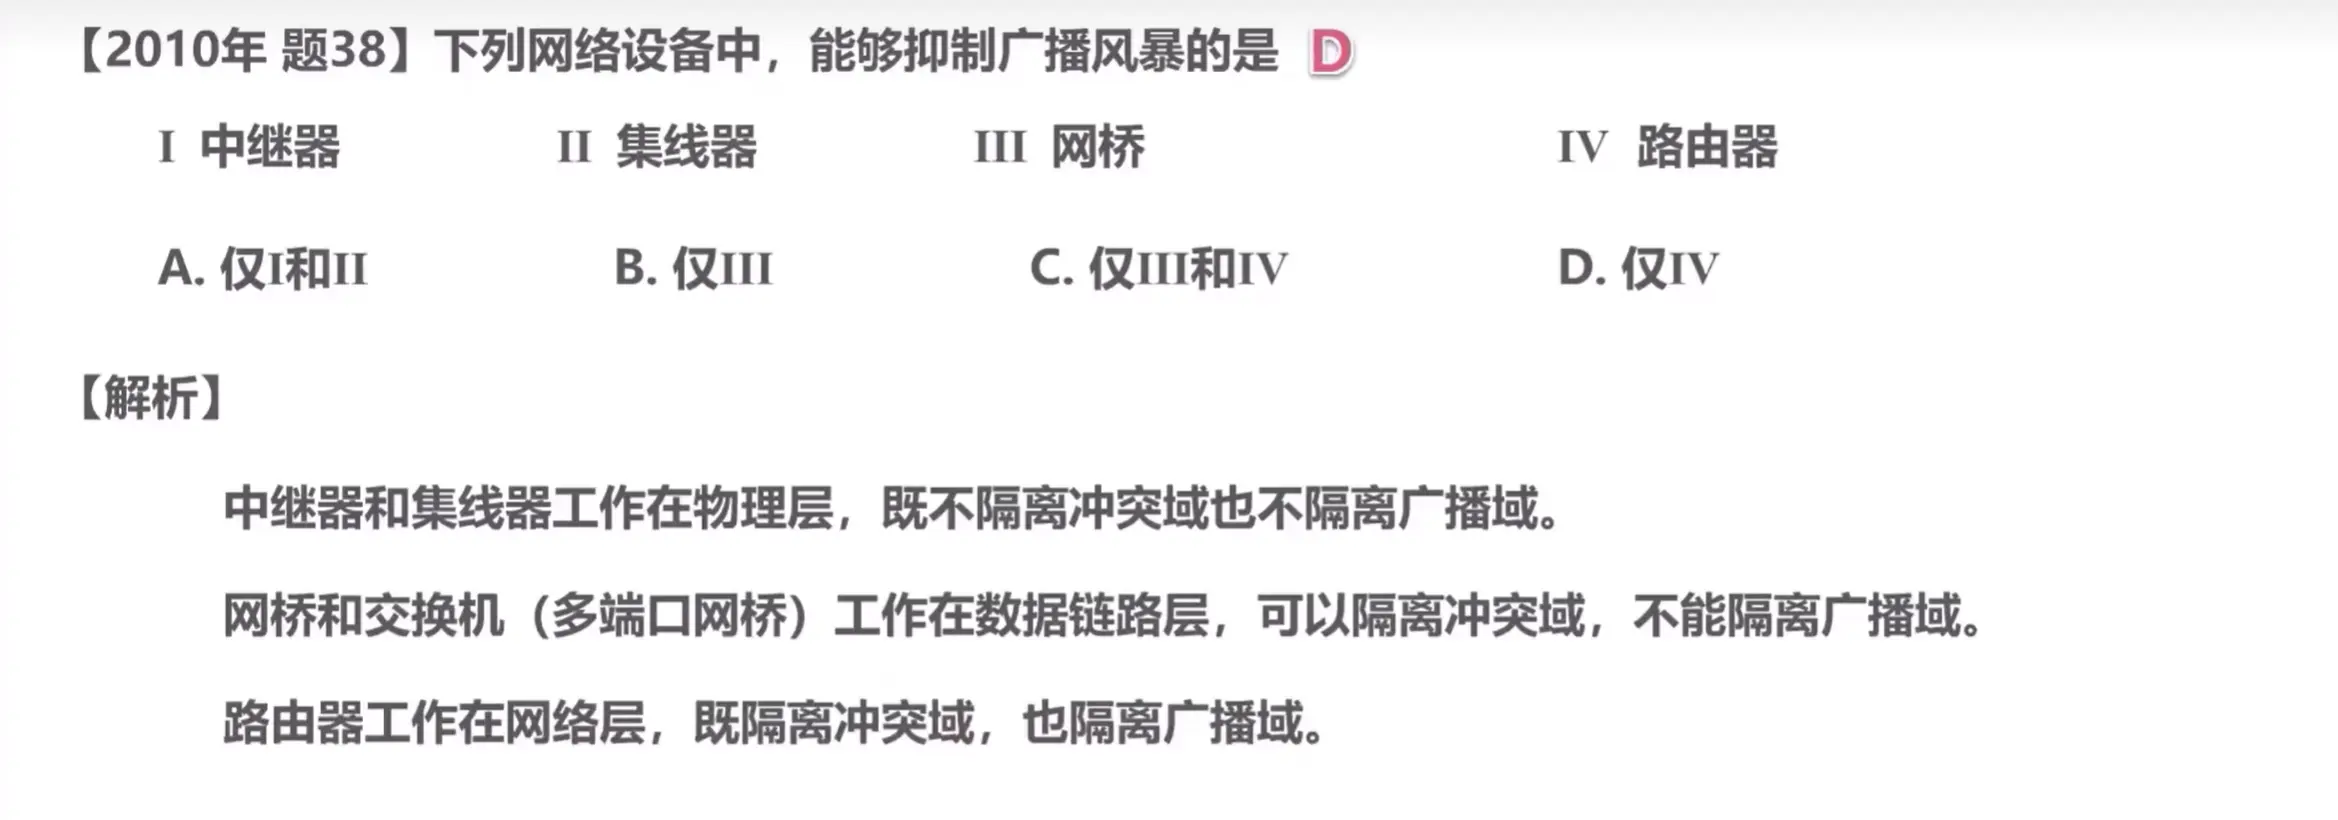 【2010年 题38】下列网络设备中，能够抑制广播风暴的是 D
I 中继器 II 集线器 III 网桥 IV 路由器
A. 仅I和II B. 仅III C. 仅III和IV D. 仅IV
【解析】
中继器和集线器工作在物理层，既不隔离冲突域也不隔离广播域。
网桥和交换机（多端口网桥）工作在数据链路层，可以隔离冲突域，不能隔离广播域。
路由器工作在网络层，既隔离冲突域，也隔离广播域。